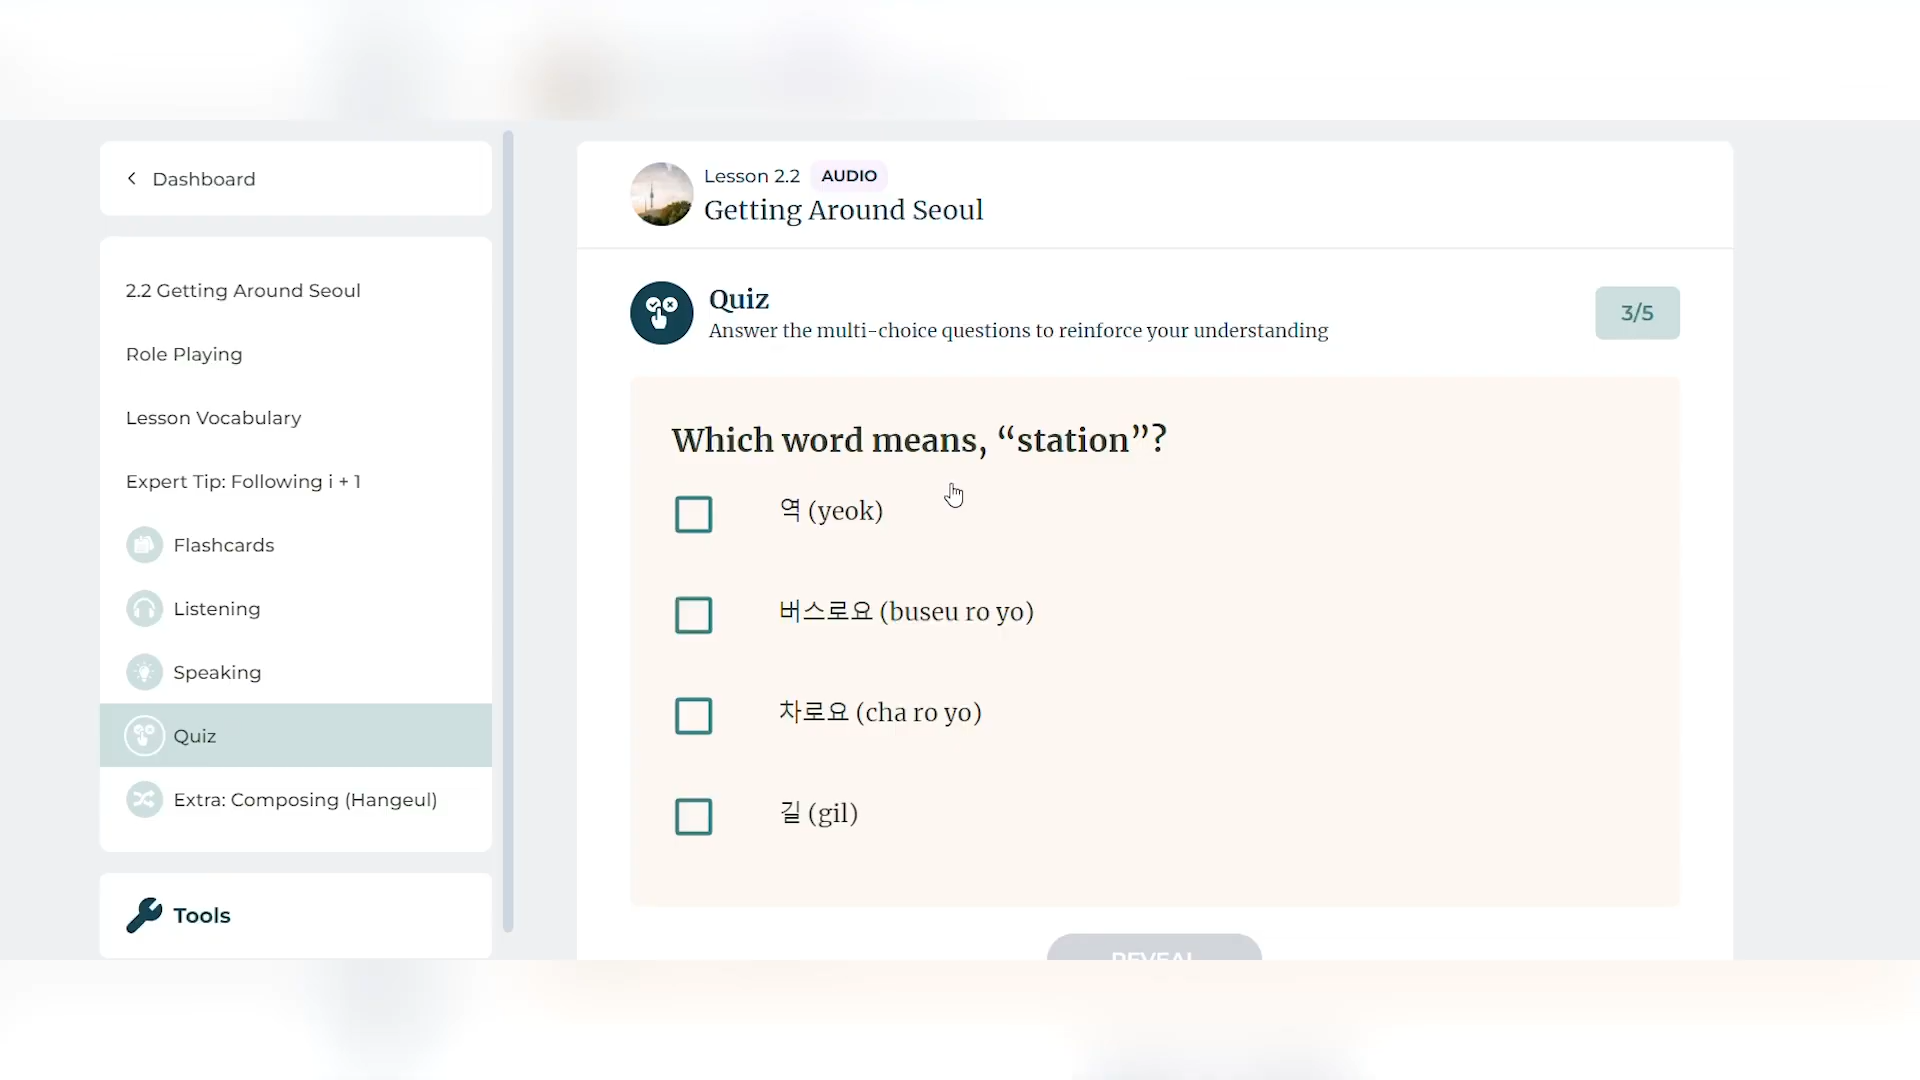 Dashboard
2.2 Getting Around Seoul
Role Playing
Lesson Vocabulary
Expert Tip: Following i + 1
Flashcards
Listening
Speaking
Quiz
Extra: Composing (Hangeul)
Tools
Lesson 2.2 AUDIO
Getting Around Seoul
Quiz
Answer the multi-choice questions to reinforce your understanding
3/5
Which word means, “station”?
역 (yeok)
버스로요 (buseu ro yo)
차로요 (cha ro yo)
길 (gil)
REVEAL